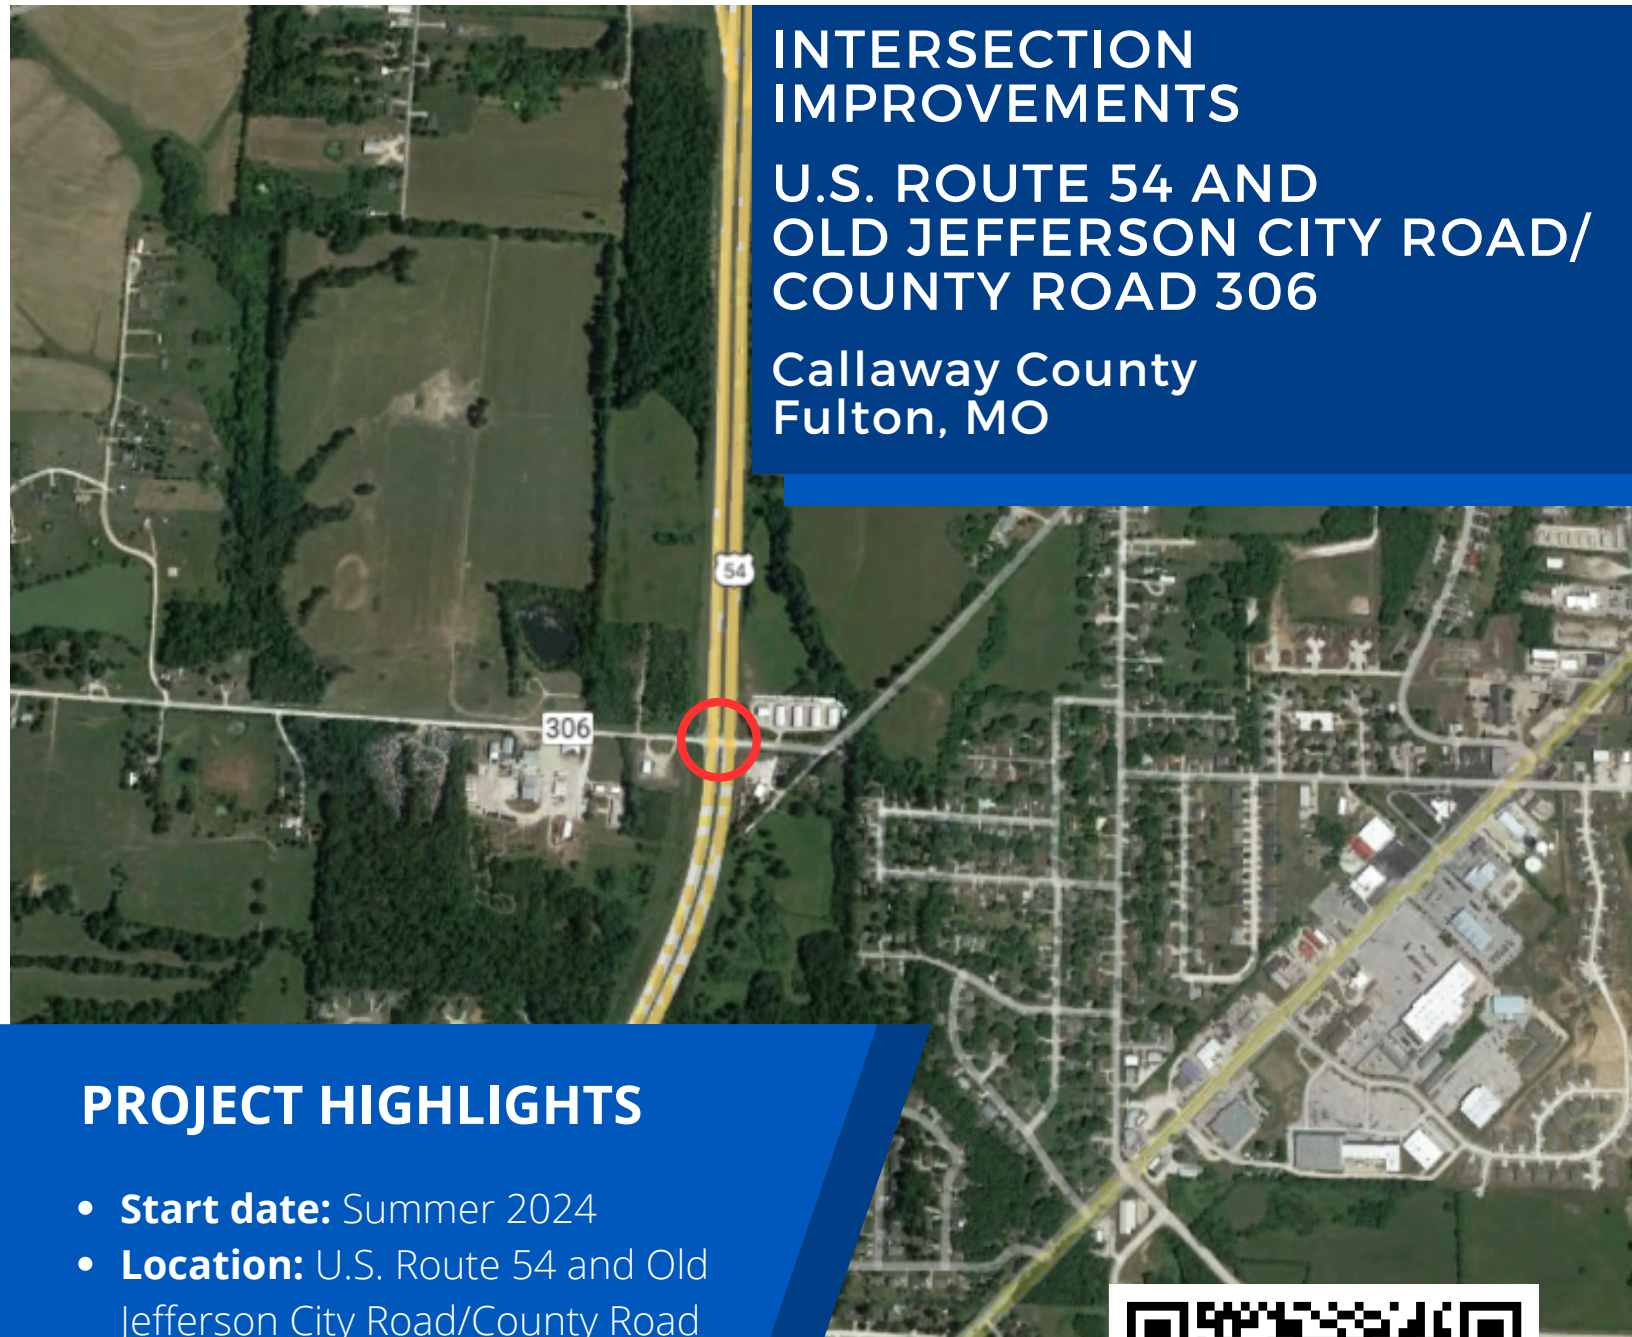 INTERSECTION
IMPROVEMENTS
U.S. ROUTE 54 AND
OLD JEFFERSON CITY ROAD/
COUNTY ROAD 306
Callaway County
Fulton, MO
54
306
PROJECT HIGHLIGHTS
• Start date: Summer 2024
• Location: U.S. Route 54 and Old
Jefferson City Road/County Road